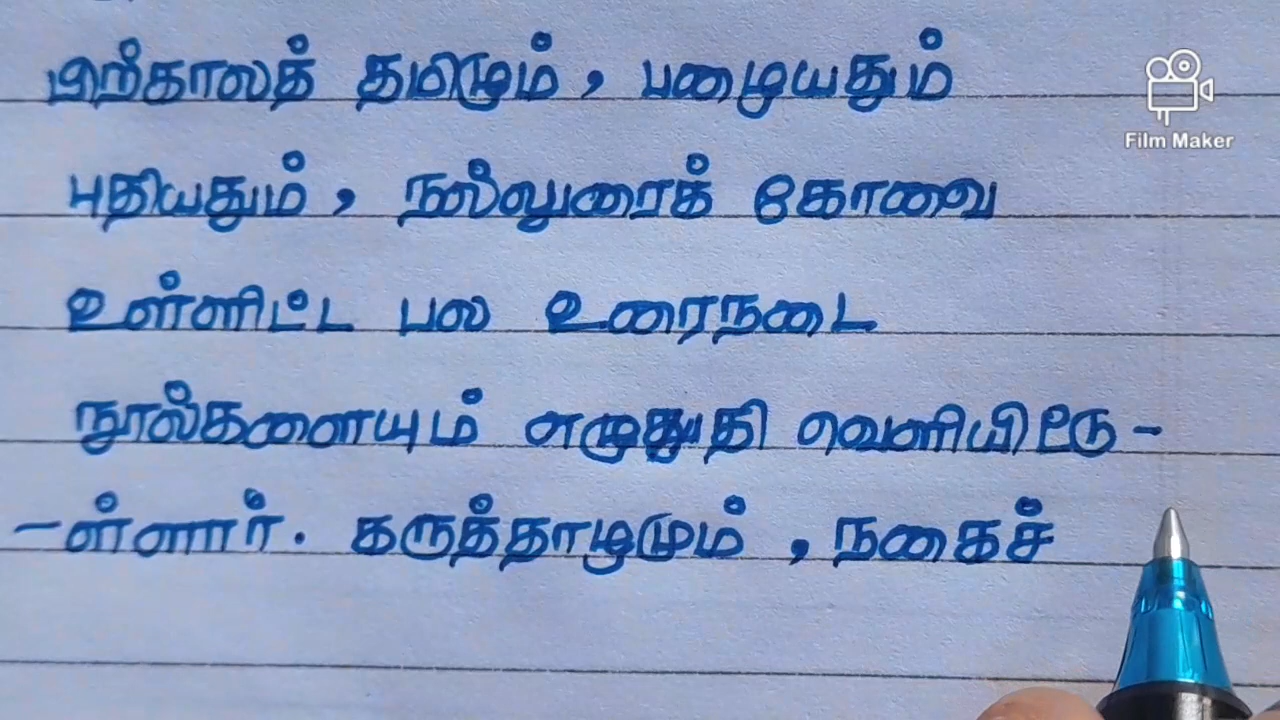 பிற்காலத் தமிழும், பழையதும்
Film Maker
புதியதும், நல்லுரைக் கோவை
உள்ளிட்ட பல உரைநடை
நூல்களையும் எழுதி வெளியிட்டு-
-ள்ளார். கருத்தாழமும், நகைச்